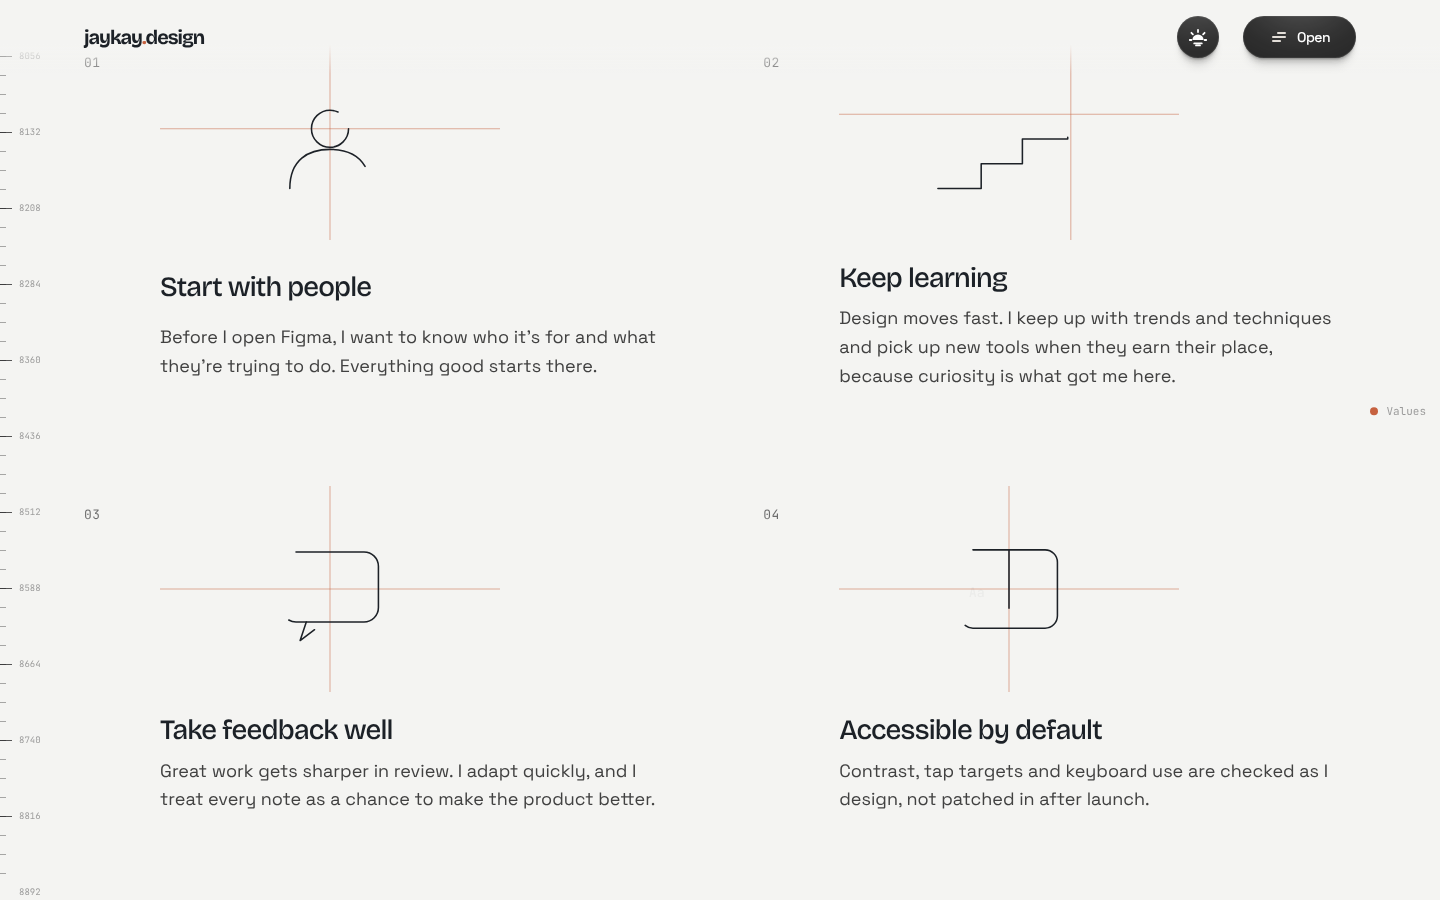 jaykay.design
Open
8056
01
02
8132
8208
Start with people
Keep learning
8284
Before I open Figma, I want to know who it's for and what
they're trying to do. Everything good starts there.
Design moves fast. I keep up with trends and techniques
and pick up new tools when they earn their place,
because curiosity is what got me here.
8360
Values
8436
8512
03
04
8588
8664
Take feedback well
Accessible by default
8740
Great work gets sharper in review. I adapt quickly, and I
treat every note as a chance to make the product better.
Contrast, tap targets and keyboard use are checked as I
design, not patched in after launch.
8816
8892